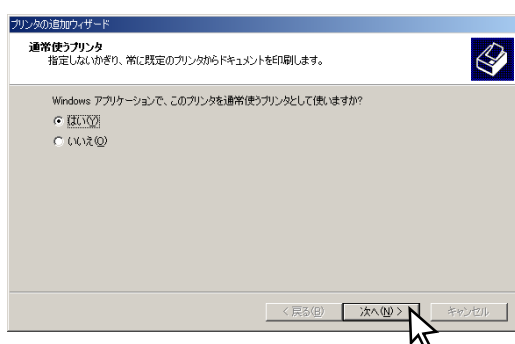 プリンタの追加ウィザード
通常使うプリンタ
指定しないかぎり、常に既定のプリンタからドキュメントを印刷します。
Windows アプリケーションで、このプリンタを通常使うプリンタとして使いますか?
はい(Y)
いいえ(O)
< 戻る(B)
次へ(N) >
キャンセル